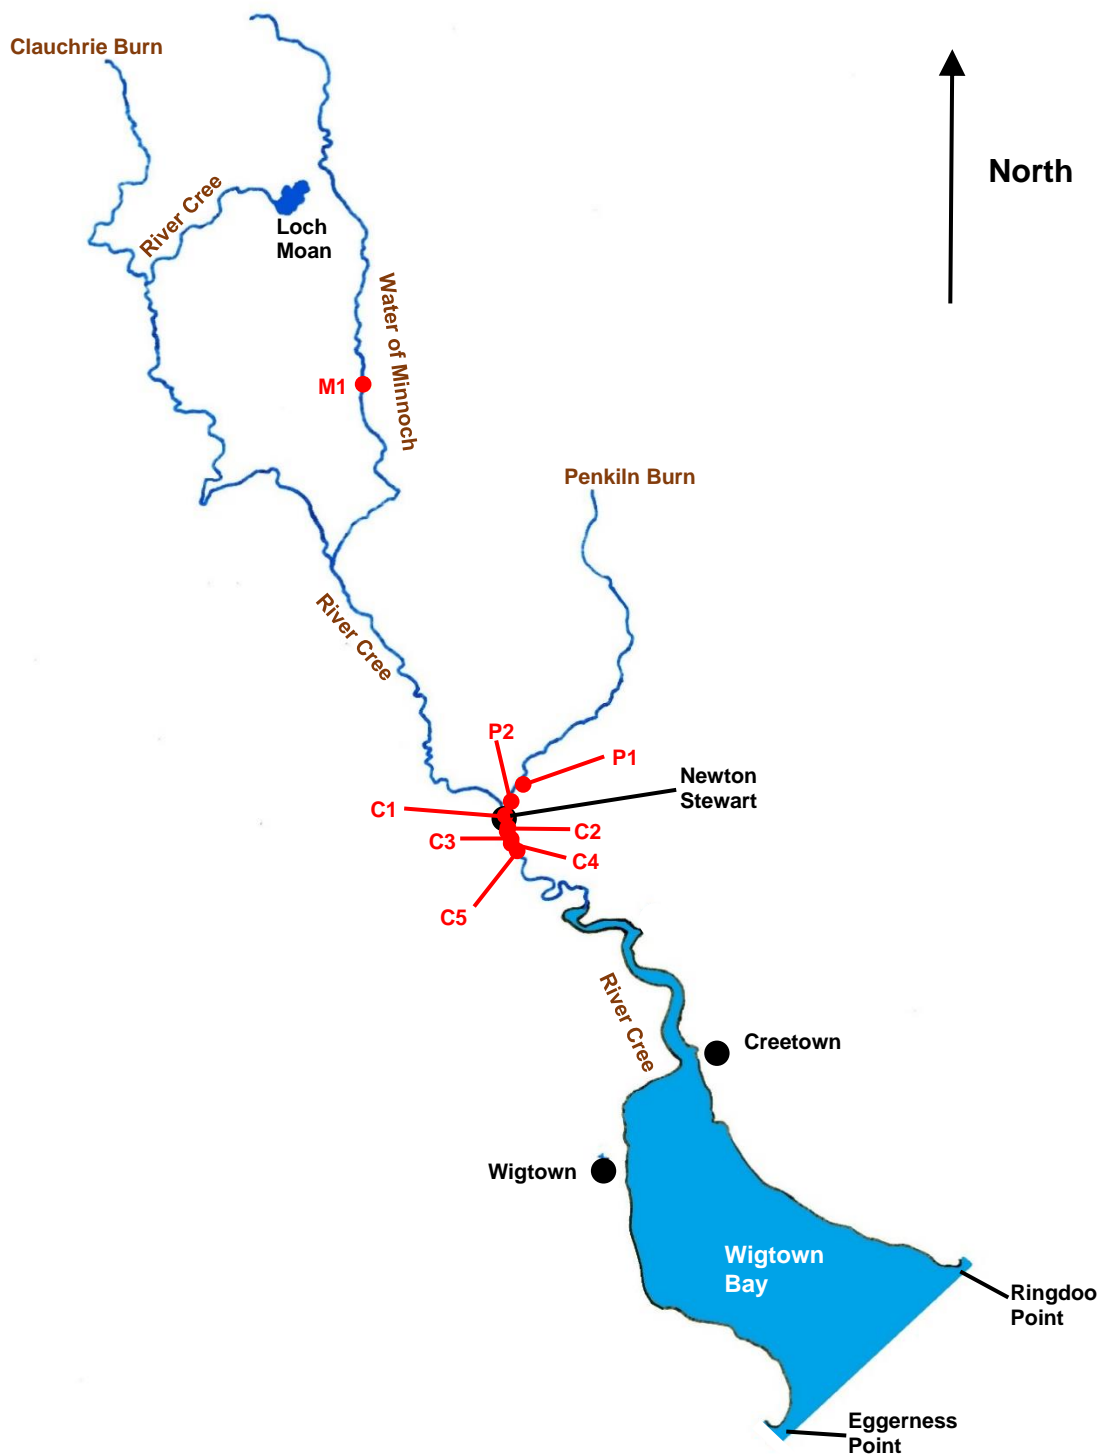 Clauchrie Burn
North
River Cree
Loch
Moan
Water of Minnoch
M1
Penkiln Burn
River Cree
P2
P1
Newton
Stewart
C1
C2
C3
C4
C5
River Cree
Creetown
Wigtown
Wigtown
Bay
Ringdoo
Point
Eggerness
Point